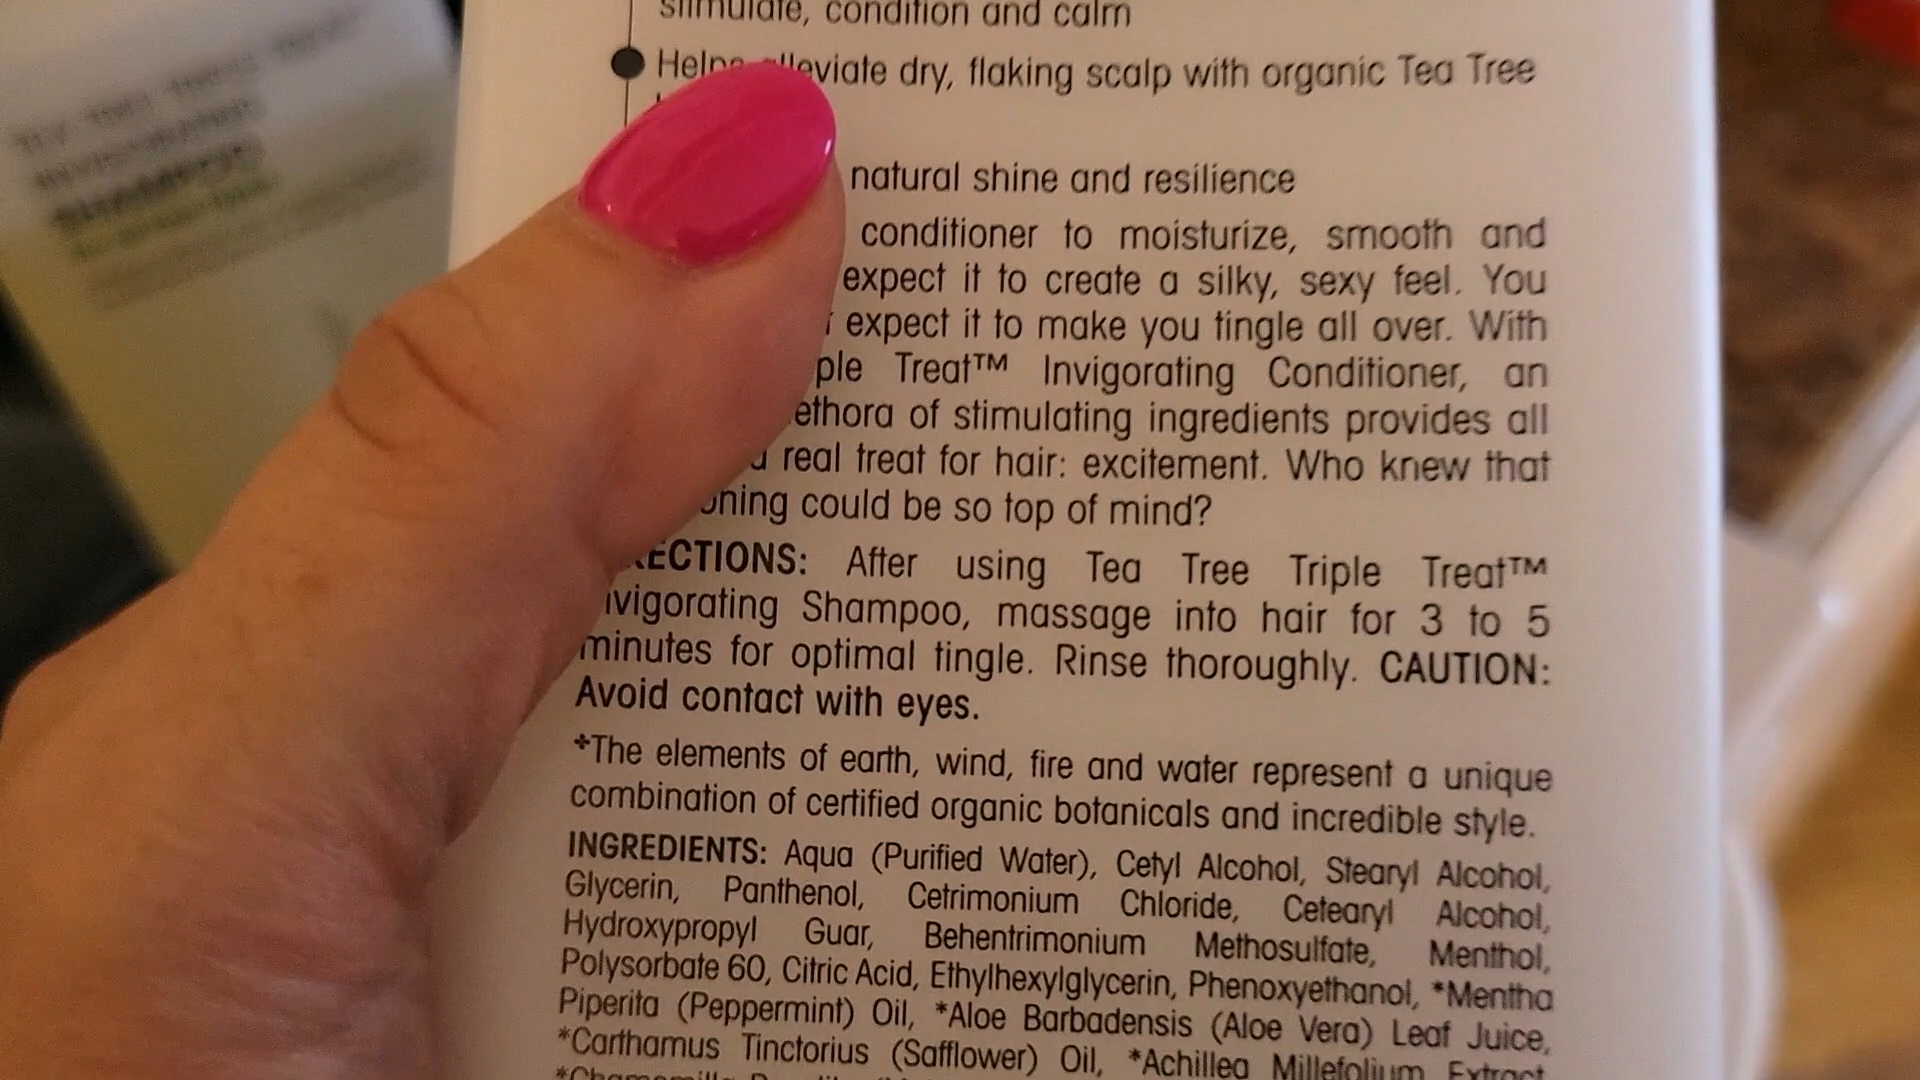 stimulate, condition and calm
Helps alleviate dry, flaking scalp with organic Tea Tree
natural shine and resilience
conditioner to moisturize, smooth and
expect it to create a silky, sexy feel. You
expect it to make you tingle all over. With
ple Treat™ Invigorating Conditioner, an
ethora of stimulating ingredients provides all
a real treat for hair: excitement. Who knew that
oning could be so top of mind?
RECTIONS: After using Tea Tree Triple Treat™
nvigorating Shampoo, massage into hair for 3 to 5
minutes for optimal tingle. Rinse thoroughly. CAUTION:
Avoid contact with eyes.
*The elements of earth, wind, fire and water represent a unique
combination of certified organic botanicals and incredible style.
INGREDIENTS: Aqua (Purified Water), Cetyl Alcohol, Stearyl Alcohol,
Glycerin, Panthenol, Cetrimonium Chloride, Cetearyl Alcohol,
Hydroxypropyl Guar, Behentrimonium Methosulfate, Menthol,
Polysorbate 60, Citric Acid, Ethylhexylglycerin, Phenoxyethanol, *Mentha
Piperita (Peppermint) Oil, *Aloe Barbadensis (Aloe Vera) Leaf Juice,
*Carthamus Tinctorius (Safflower) Oil, *Achillea Millefolium Extract,